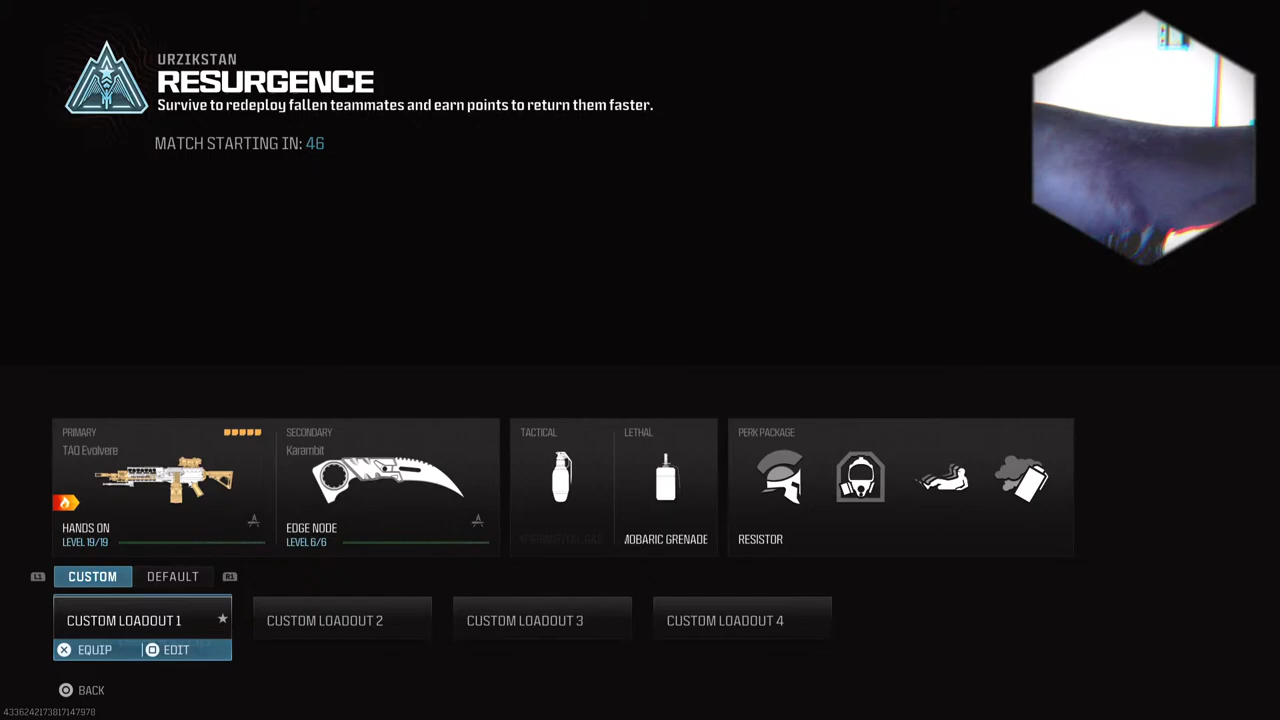 URZIKSTAN
RESURGENCE
Survive to redeploy fallen teammates and earn points to return them faster.
MATCH STARTING IN: 46
PRIMARY
TAQ Evolvere
HANDS ON
LEVEL 19/19
SECONDARY
Karambit
EDGE NODE
LEVEL 6/6
TACTICAL
LETHAL
MOBARIC GRENADE
PERK PACKAGE
RESISTOR
L1 CUSTOM DEFAULT R1
CUSTOM LOADOUT 1
EQUIP EDIT
CUSTOM LOADOUT 2
CUSTOM LOADOUT 3
CUSTOM LOADOUT 4
BACK
4336242173817147978